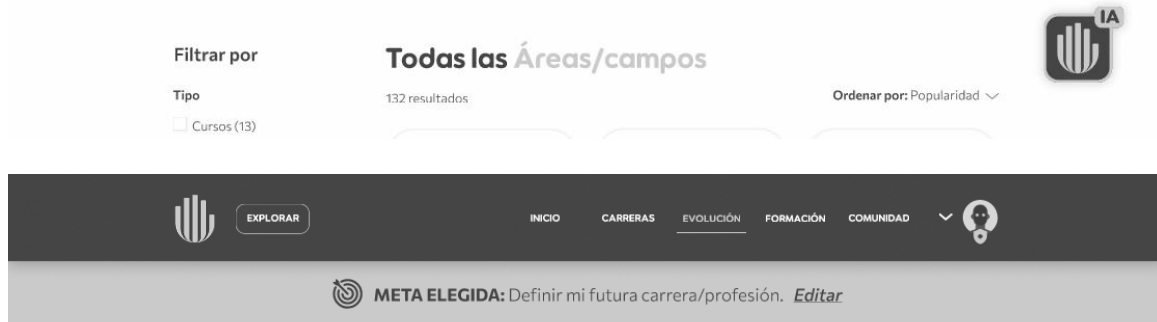 IA
Filtrar por
Todas las Áreas/campos
Tipo
132 resultados
Ordenar por: Popularidad
Cursos (13)
EXPLORAR
INICIO CARRERAS EVOLUCIÓN FORMACIÓN COMUNIDAD
META ELEGIDA: Definir mi futura carrera/profesión. Editar